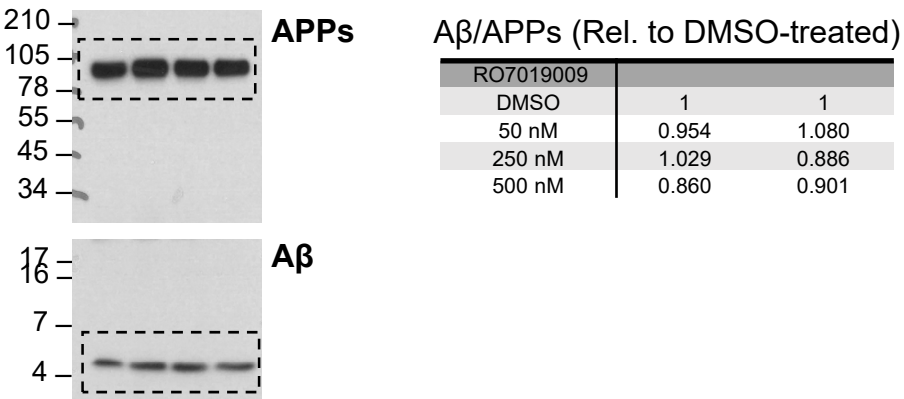 210
105
78
55
45
34
APPs
17
16
7
4
Aβ
Aβ/APPs (Rel. to DMSO-treated)
RO7019009
DMSO 1 1
50 nM 0.954 1.080
250 nM 1.029 0.886
500 nM 0.860 0.901